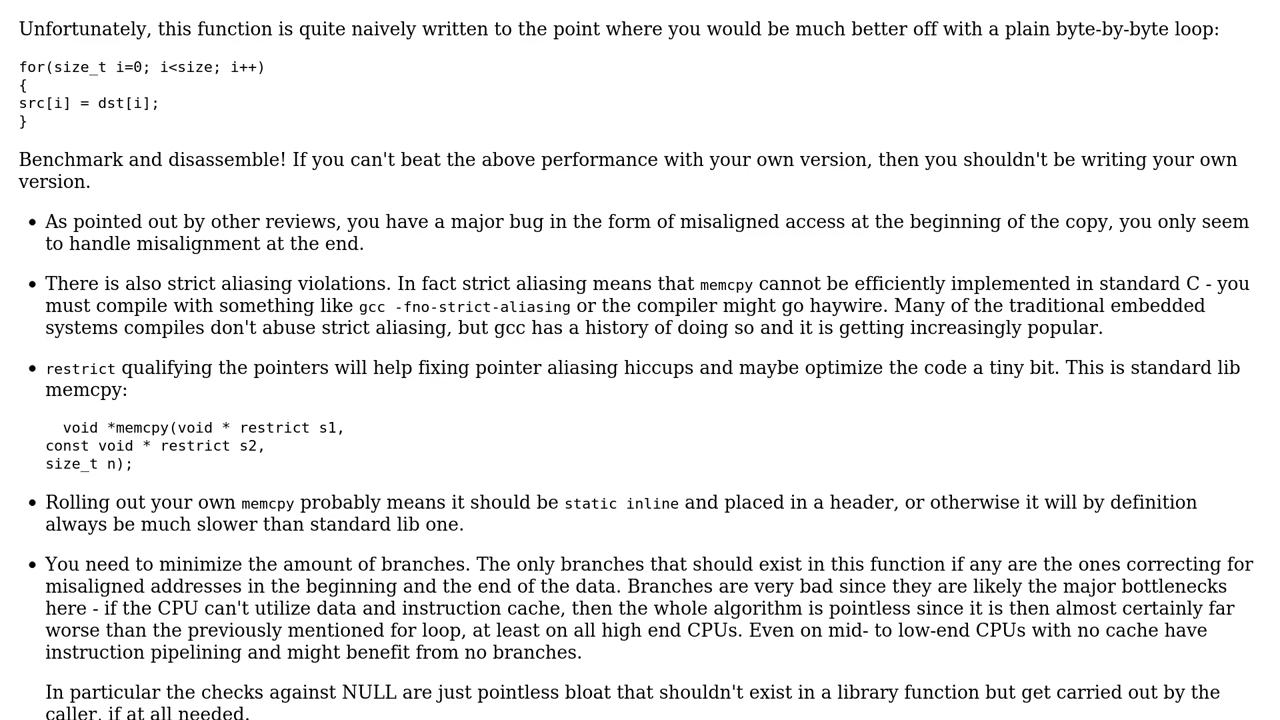 Unfortunately, this function is quite naively written to the point where you would be much better off with a plain byte-by-byte loop:
for(size_t i=0; i<size; i++)
{
src[i] = dst[i];
}
Benchmark and disassemble! If you can't beat the above performance with your own version, then you shouldn't be writing your own
version.
• As pointed out by other reviews, you have a major bug in the form of misaligned access at the beginning of the copy, you only seem
to handle misalignment at the end.
• There is also strict aliasing violations. In fact strict aliasing means that memcpy cannot be efficiently implemented in standard C - you
must compile with something like gcc -fno-strict-aliasing or the compiler might go haywire. Many of the traditional embedded
systems compiles don't abuse strict aliasing, but gcc has a history of doing so and it is getting increasingly popular.
• restrict qualifying the pointers will help fixing pointer aliasing hiccups and maybe optimize the code a tiny bit. This is standard lib
memcpy:
void *memcpy(void * restrict s1,
const void * restrict s2,
size_t n);
• Rolling out your own memcpy probably means it should be static inline and placed in a header, or otherwise it will by definition
always be much slower than standard lib one.
• You need to minimize the amount of branches. The only branches that should exist in this function if any are the ones correcting for
misaligned addresses in the beginning and the end of the data. Branches are very bad since they are likely the major bottlenecks
here - if the CPU can't utilize data and instruction cache, then the whole algorithm is pointless since it is then almost certainly far
worse than the previously mentioned for loop, at least on all high end CPUs. Even on mid- to low-end CPUs with no cache have
instruction pipelining and might benefit from no branches.
In particular the checks against NULL are just pointless bloat that shouldn't exist in a library function but get carried out by the
caller, if at all needed.